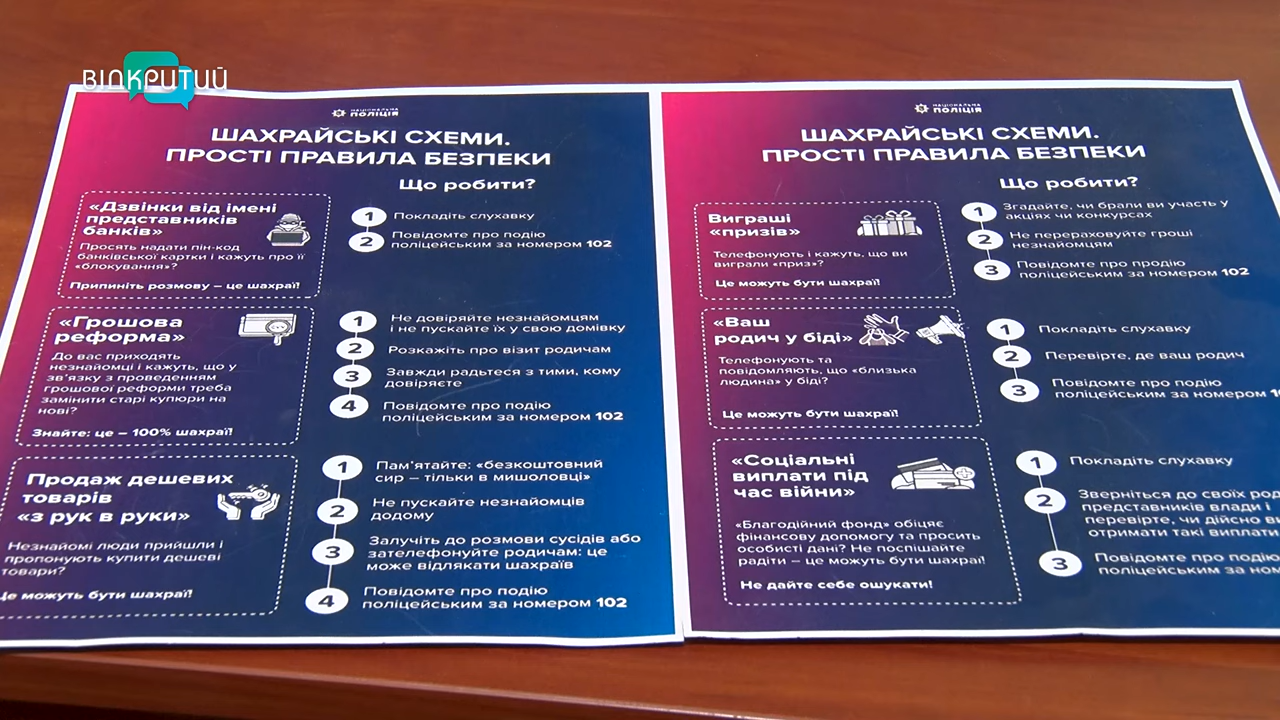 ВІДКРИТИЙ
НАЦІОНАЛЬНА
ПОЛІЦІЯ
ШАХРАЙСЬКІ СХЕМИ.
ПРОСТІ ПРАВИЛА БЕЗПЕКИ
Що робити?
«Дзвінки від імені
представників
банків»
Просять надати пін-код
банківської картки і кажуть про її
«блокування»?
Припиніть розмову – це шахраї!
1 Покладіть слухавку
2 Повідомте про подію
поліцейським за номером 102
«Грошова
реформа»
До вас приходять
незнайомці і кажуть, що у
зв'язку з проведенням
грошової реформи треба
замінити старі купюри на
нові?
Знайте: це – 100% шахраї!
1 Не довіряйте незнайомцям
і не пускайте їх у свою домівку
2 Розкажіть про візит родичам
3 Завжди радьтеся з тими, кому
довіряєте
4 Повідомте про подію
поліцейським за номером 102
Продаж дешевих
товарів
«з рук в руки»
Незнайомі люди прийшли і
пропонують купити дешеві
товари?
Це можуть бути шахраї!
1 Пам'ятайте: «безкоштовний
сир – тільки в мишоловці»
2 Не пускайте незнайомців
додому
3 Залучіть до розмови сусідів або
зателефонуйте родичам: це
може відлякати шахраїв
4 Повідомте про подію
поліцейським за номером 102
НАЦІОНАЛЬНА
ПОЛІЦІЯ
ШАХРАЙСЬКІ СХЕМИ.
ПРОСТІ ПРАВИЛА БЕЗПЕКИ
Що робити?
Виграші
«призів»
Телефонують і кажуть, що ви
виграли «приз»?
Це можуть бути шахраї!
1 Згадайте, чи брали ви участь у
акціях чи конкурсах
2 Не перераховуйте гроші
незнайомцям
3 Повідомте про продію
поліцейським за номером 102
«Ваш
родич у біді»
Телефонують та
повідомляють, що «близька
людина» у біді?
Це можуть бути шахраї!
1 Покладіть слухавку
2 Перевірте, де ваш родич
3 Повідомте про подію
поліцейським за номером
«Соціальні
виплати під
час війни»
«Благодійний фонд» обіцяє
фінансову допомогу та просить
особисті дані? Не поспішайте
радіти – це можуть бути шахраї!
Не дайте себе ошукати!
1 Покладіть слухавку
2 Зверніться до своїх
представників влади і
перевірте, чи дійсно
отримати такі виплати
3 Повідомте про подію
поліцейським за